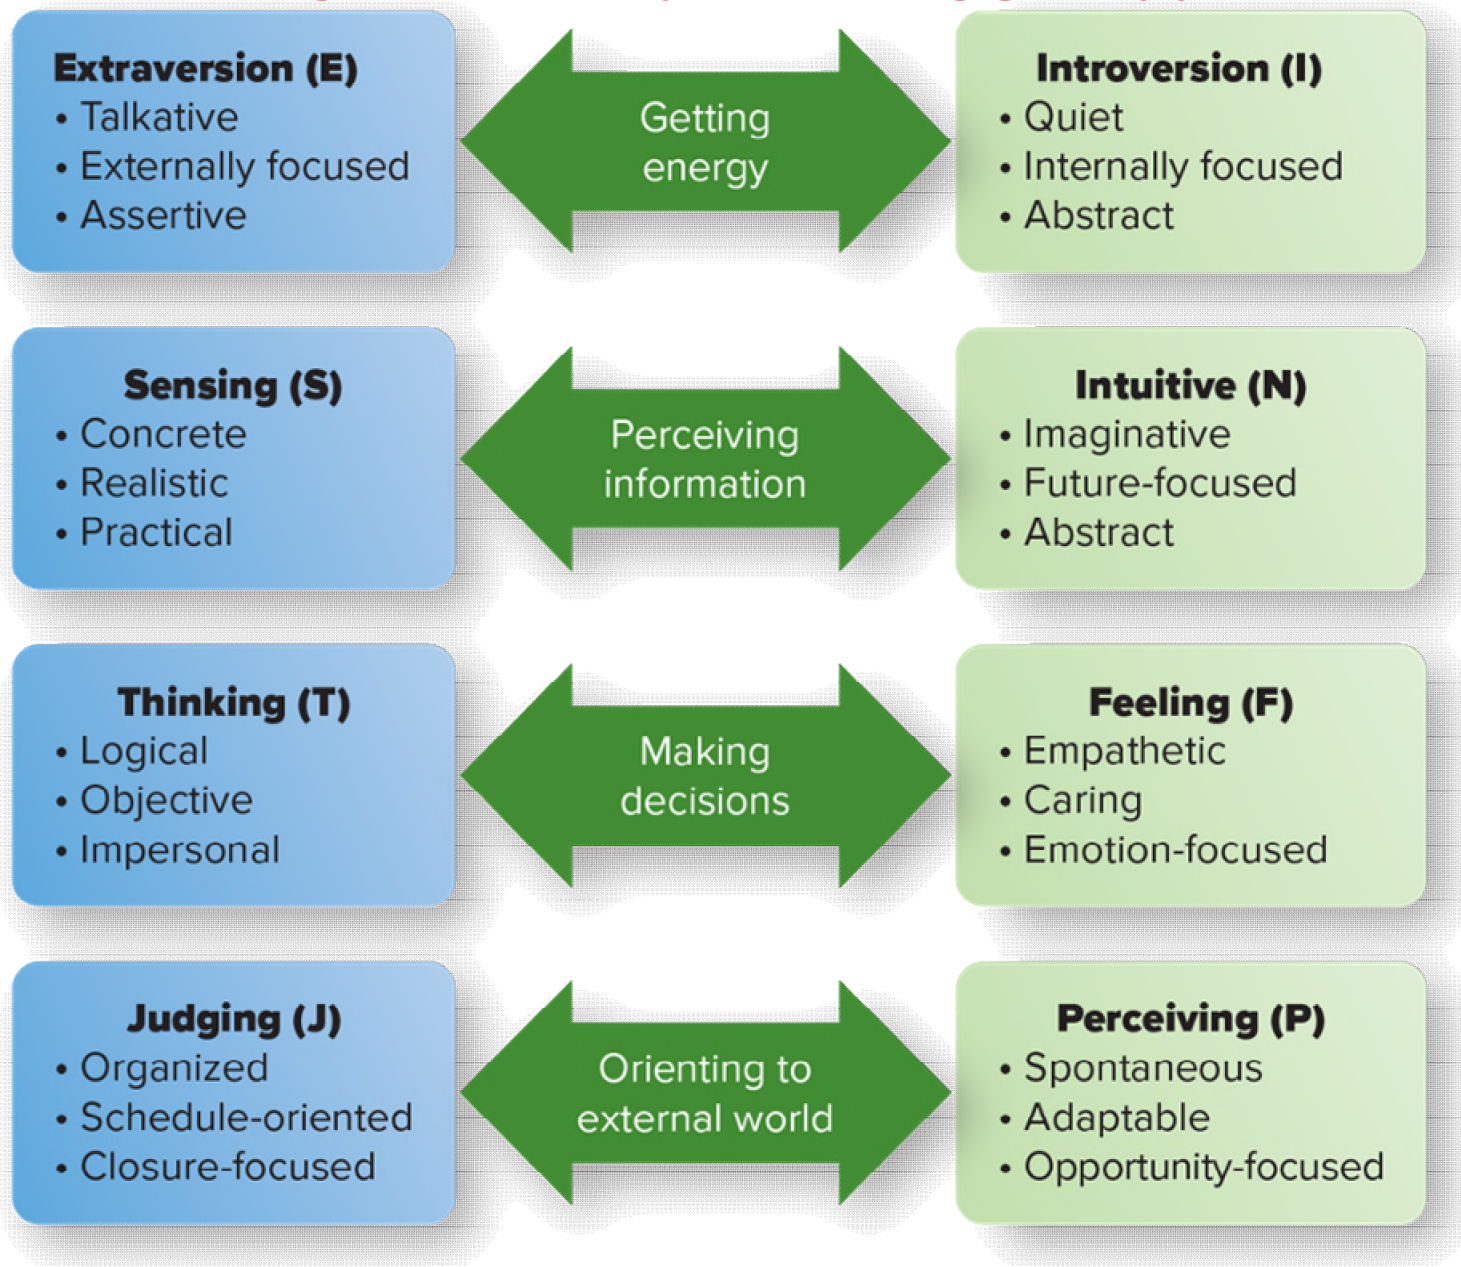 Extraversion (E)
• Talkative
• Externally focused
• Assertive
Getting
energy
Introversion (I)
• Quiet
• Internally focused
• Abstract
Sensing (S)
• Concrete
• Realistic
• Practical
Perceiving
information
Intuitive (N)
• Imaginative
• Future-focused
• Abstract
Thinking (T)
• Logical
• Objective
• Impersonal
Making
decisions
Feeling (F)
• Empathetic
• Caring
• Emotion-focused
Judging (J)
• Organized
• Schedule-oriented
• Closure-focused
Orienting to
external world
Perceiving (P)
• Spontaneous
• Adaptable
• Opportunity-focused